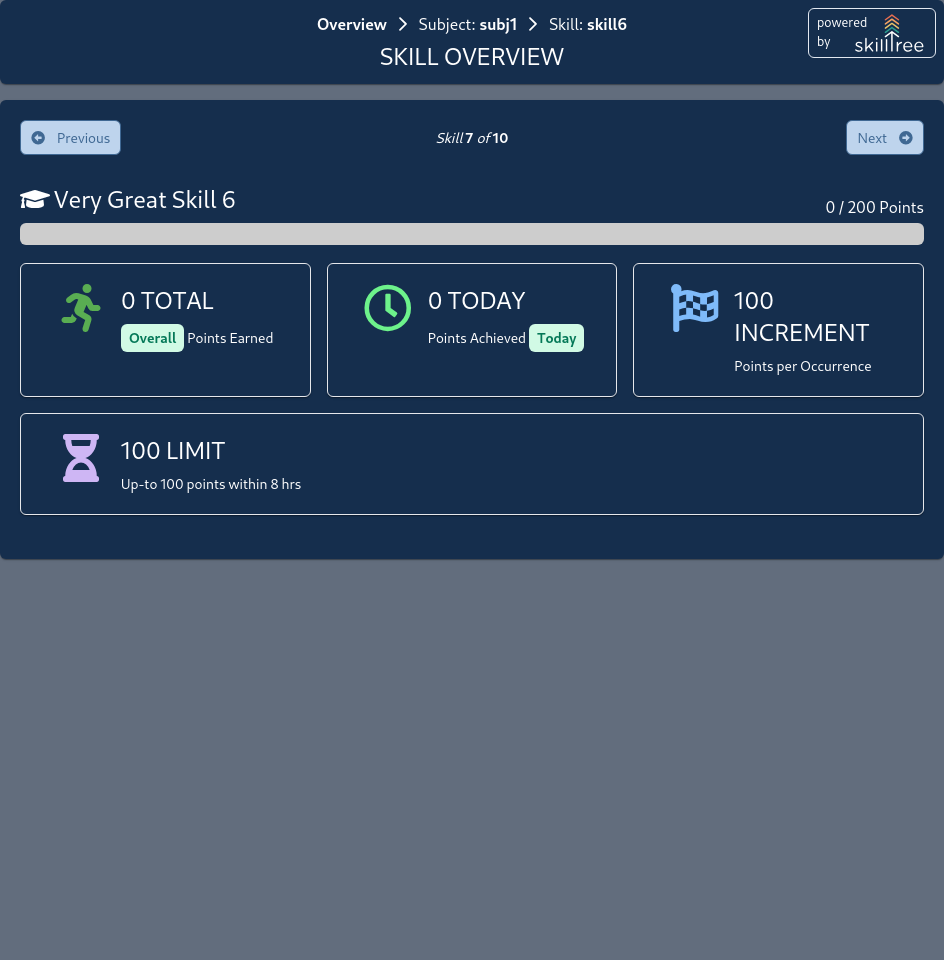 Overview > Subject: subj1 > Skill: skill6
SKILL OVERVIEW
powered
by skilltree
Previous
Skill 7 of 10
Next
Very Great Skill 6
0 / 200 Points
0 TOTAL
Overall Points Earned
0 TODAY
Points Achieved Today
100
INCREMENT
Points per Occurrence
100 LIMIT
Up-to 100 points within 8 hrs